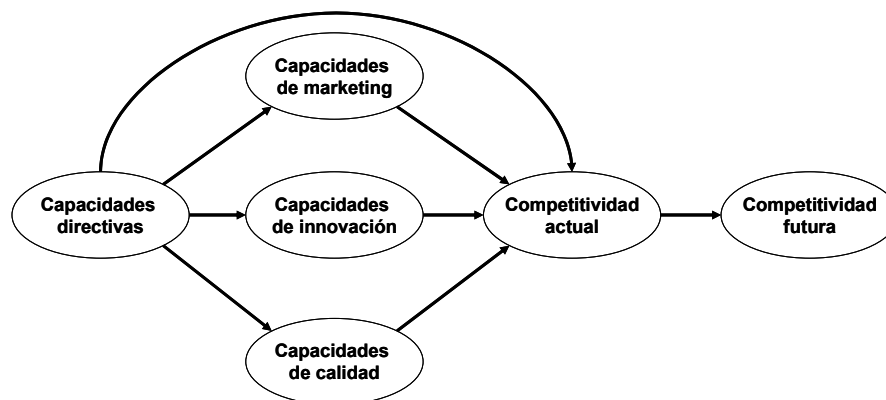 Capacidades
de marketing
Capacidades
directivas
Capacidades
de innovación
Competitividad
actual
Competitividad
futura
Capacidades
de calidad